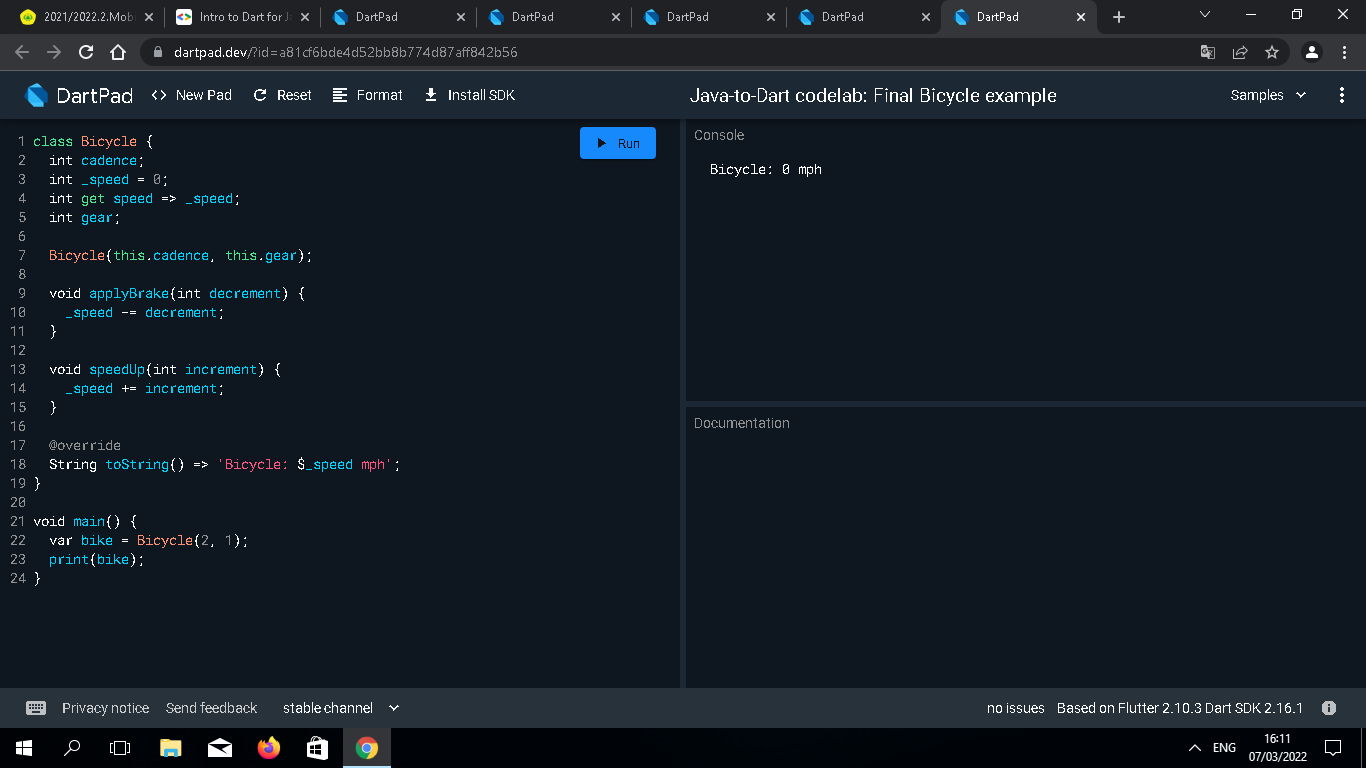 2021/2022.2.Mobi
Intro to Dart for Ja
DartPad
DartPad
DartPad
DartPad
DartPad
dartpad.dev/?id=a81cf6bde4d52bb8b774d87aff842b56
DartPad
<> New Pad
Reset
Format
Install SDK
Java-to-Dart codelab: Final Bicycle example
Samples
1 class Bicycle {
2   int cadence;
3   int _speed = 0;
4   int get speed => _speed;
5   int gear;
6
7   Bicycle(this.cadence, this.gear);
8
9   void applyBrake(int decrement) {
10     _speed -= decrement;
11   }
12
13   void speedUp(int increment) {
14     _speed += increment;
15   }
16
17   @override
18   String toString() => 'Bicycle: $_speed mph';
19 }
20
21 void main() {
22   var bike = Bicycle(2, 1);
23   print(bike);
24 }
Run
Console
Bicycle: 0 mph
Documentation
Privacy notice
Send feedback
stable channel
no issues
Based on Flutter 2.10.3 Dart SDK 2.16.1
ENG
16:11
07/03/2022